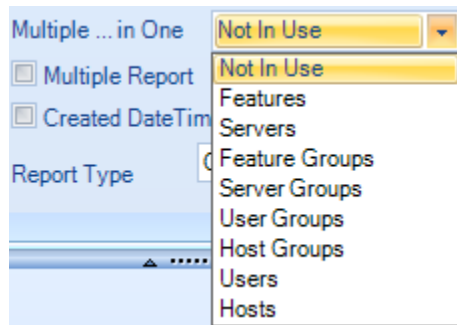 Multiple ... in One
Not In Use
Multiple Report
Created DateTim
Report Type
Not In Use
Features
Servers
Feature Groups
Server Groups
User Groups
Host Groups
Users
Hosts